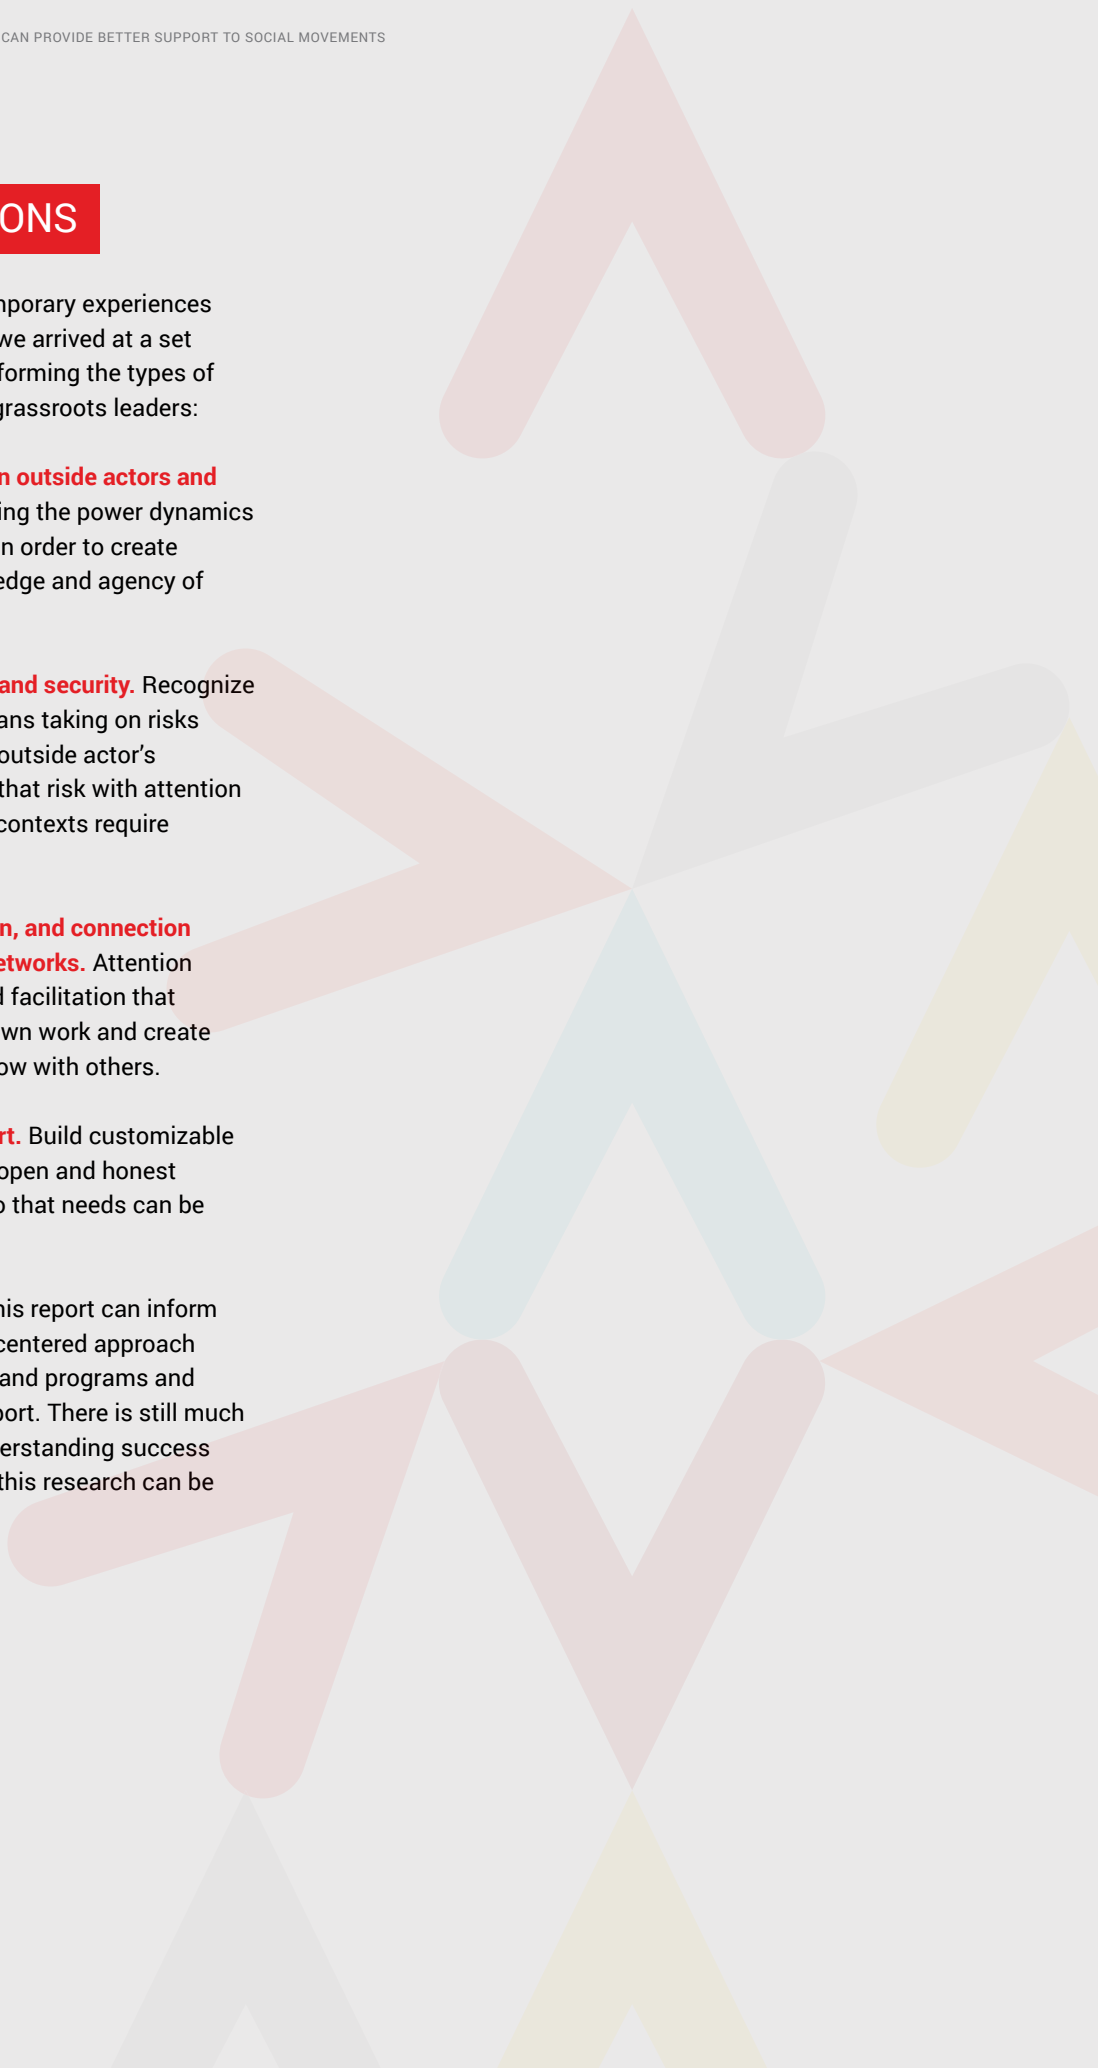 CAN PROVIDE BETTER SUPPORT TO SOCIAL MOVEMENTS
ONS
mporary experiences
we arrived at a set
forming the types of
grassroots leaders:
n outside actors and
ing the power dynamics
n order to create
edge and agency of
and security. Recognize
ans taking on risks
outside actor’s
that risk with attention
contexts require
n, and connection
etworks. Attention
d facilitation that
wn work and create
ow with others.
rt. Build customizable
open and honest
o that needs can be
his report can inform
centered approach
and programs and
port. There is still much
erstanding success
this research can be